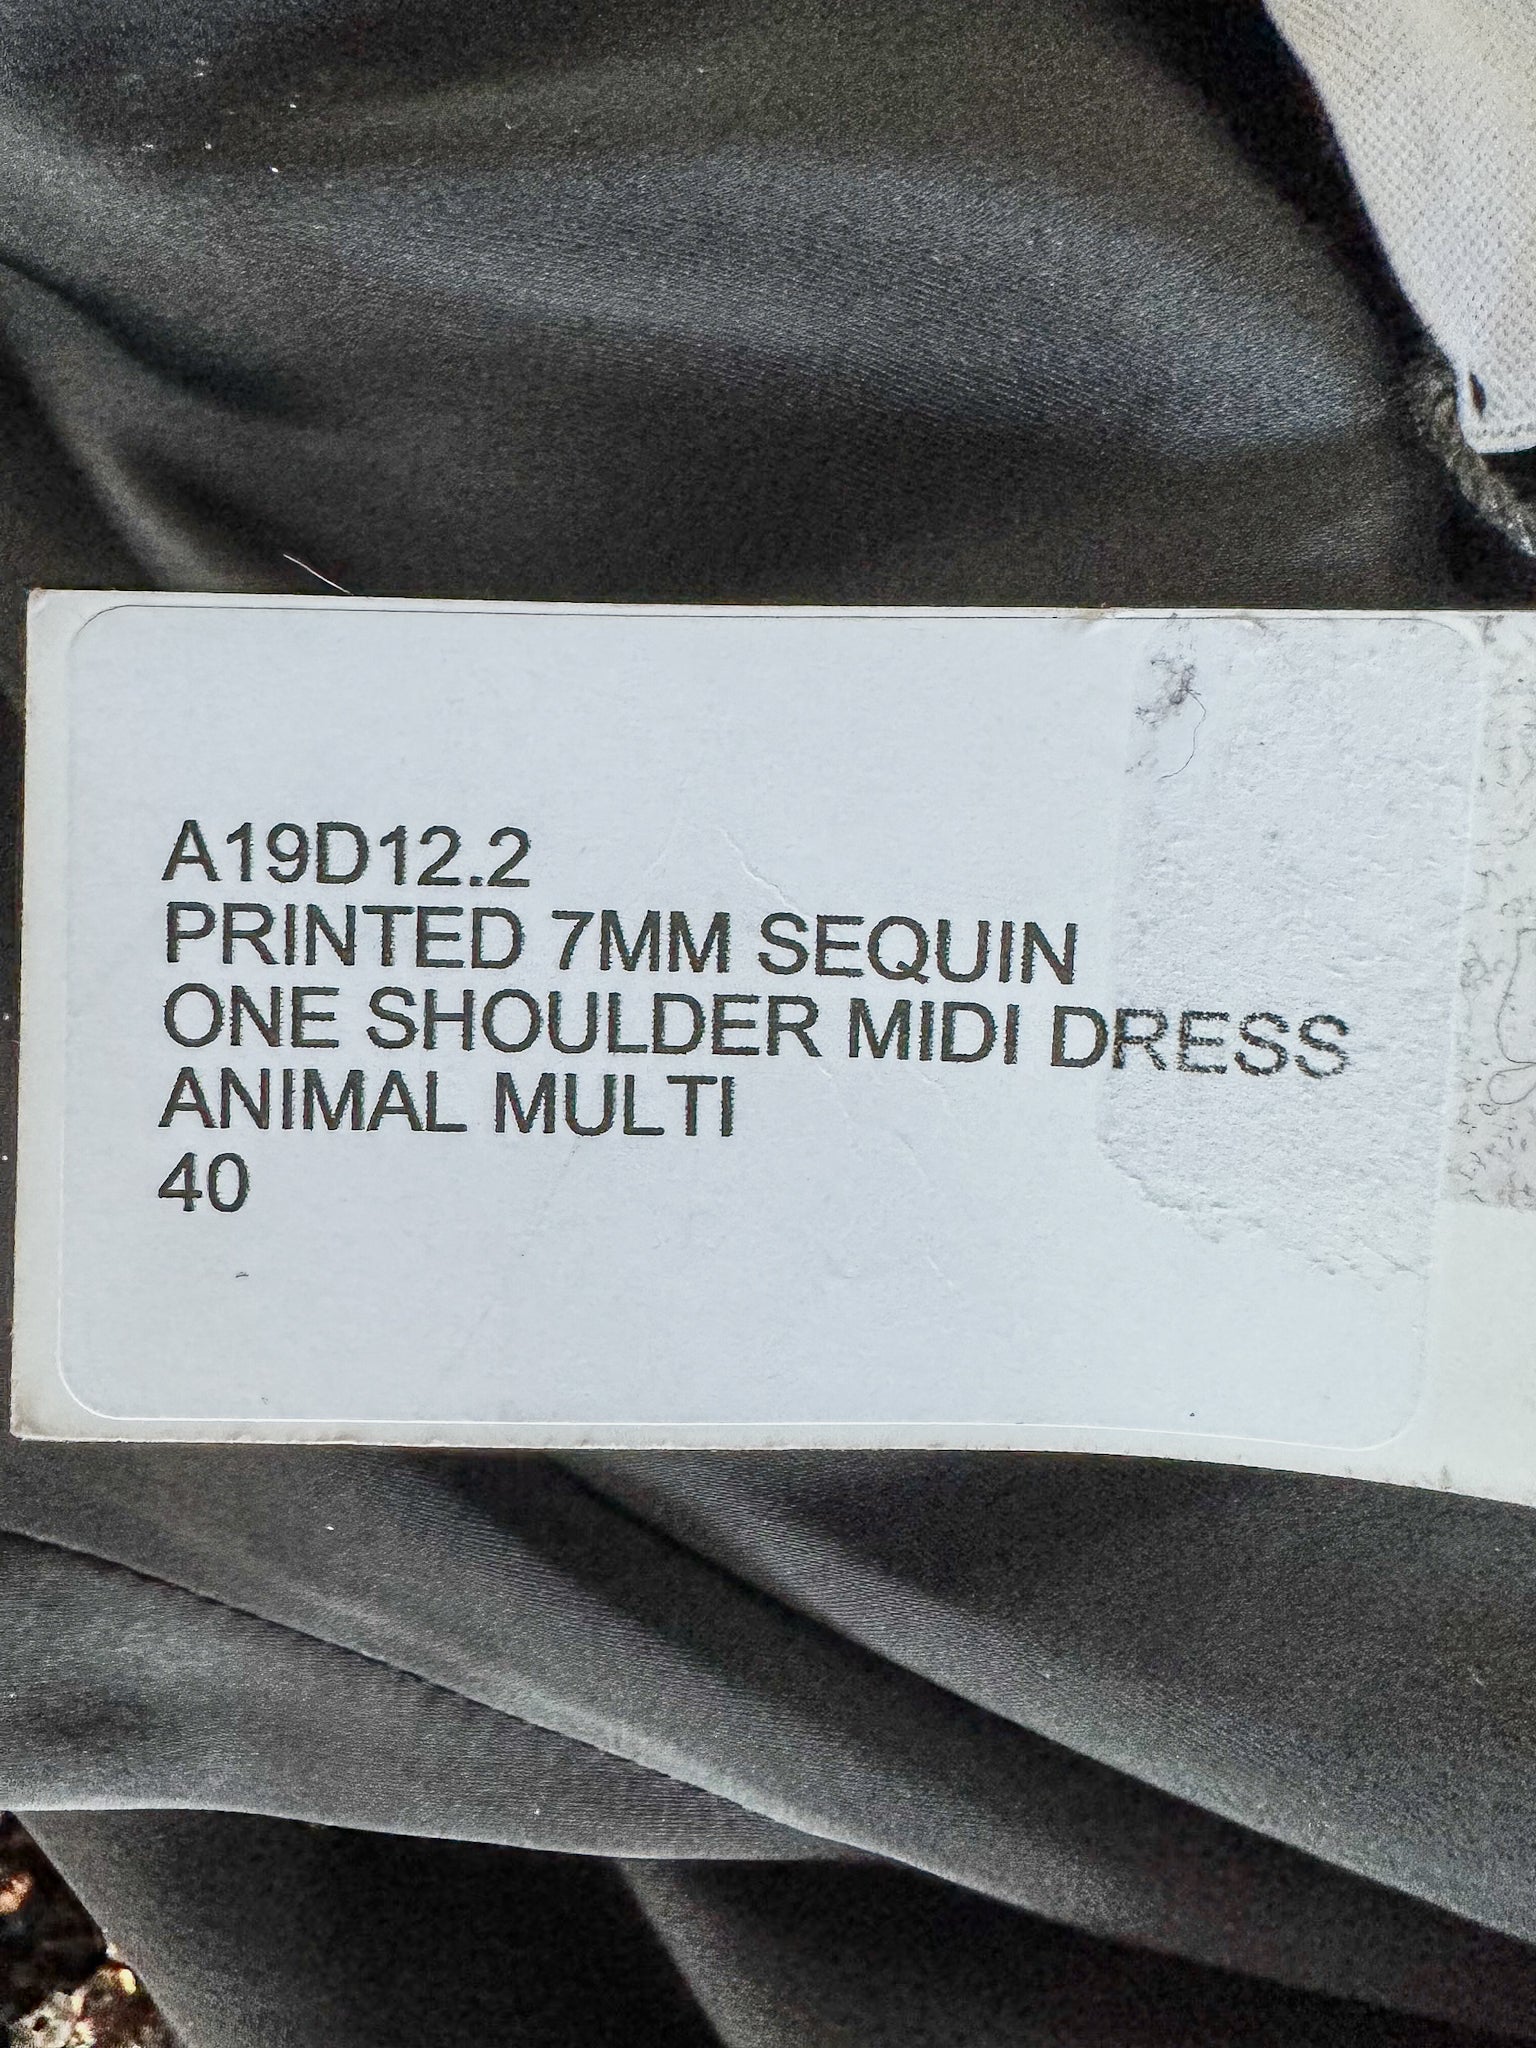 A19D12.2
PRINTED 7MM SEQUIN
ONE SHOULDER MIDI DRESS
ANIMAL MULTI
40